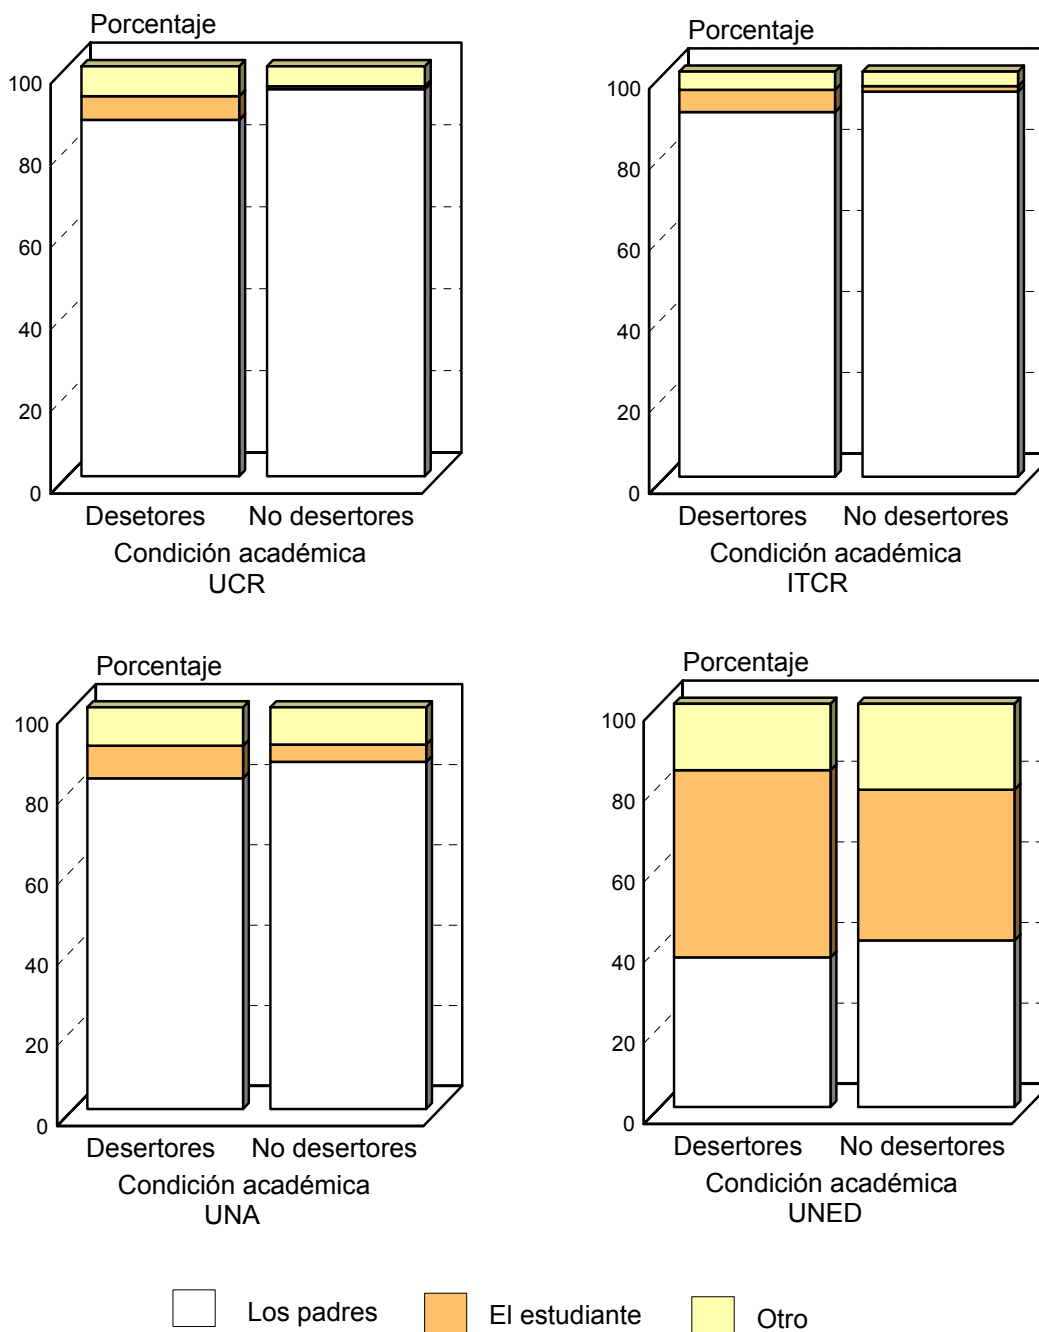 Porcentaje
100
80
60
40
20
0
Desetores No desertores
Condición académica
UCR
Porcentaje
100
80
60
40
20
0
Desertores No desertores
Condición académica
ITCR
Porcentaje
100
80
60
40
20
0
Desertores No desertores
Condición académica
UNA
Porcentaje
100
80
60
40
20
0
Desertores No desertores
Condición académica
UNED
Los padres El estudiante Otro